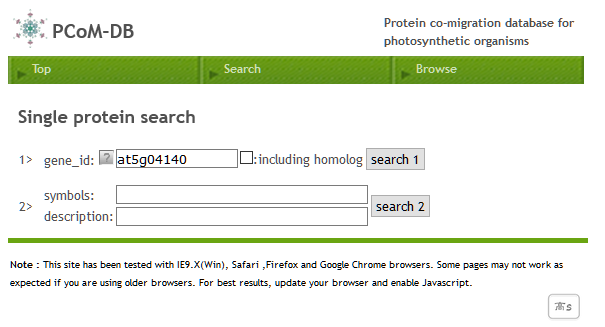 PCoM-DB
Protein co-migration database for
photosynthetic organisms
Top Search Browse
Single protein search
1> gene_id: ? at5g04140 :including homolog search 1
symbols:
2> search 2
description:
Note : This site has been tested with IE9.X(Win), Safari ,Firefox and Google Chrome browsers. Some pages may not work as
expected if you are using older browsers. For best results, update your browser and enable Javascript.